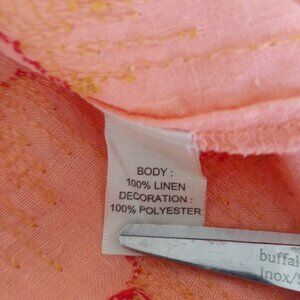 BODY :
100% LINEN
DECORATION :
100% POLYESTER
buffal
Inox/